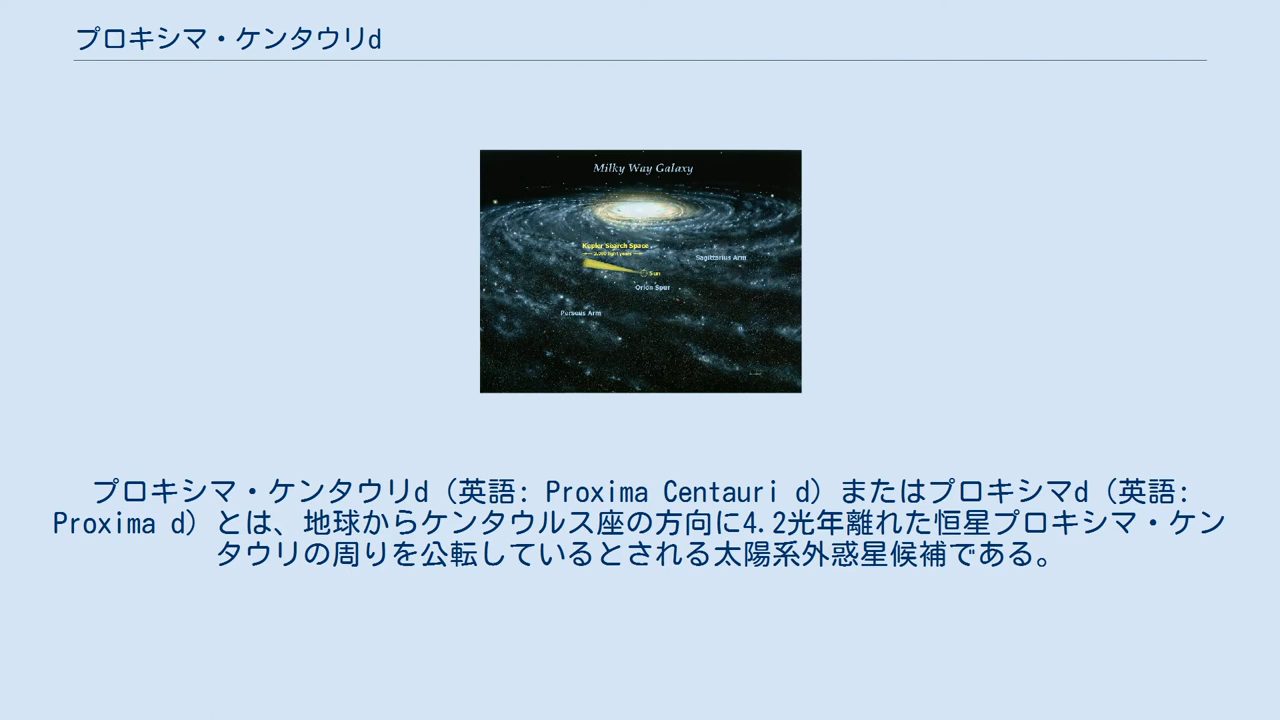 プロキシマ・ケンタウリd
Milky Way Galaxy
Kepler Search Space
3,000 light years
Sun
Sagittarius Arm
Orion Spur
Perseus Arm
プロキシマ・ケンタウリd（英語: Proxima Centauri d）またはプロキシマd（英語:
Proxima d）とは、地球からケンタウルス座の方向に4.2光年離れた恒星プロキシマ・ケン
タウリの周りを公転しているとされる太陽系外惑星候補である。